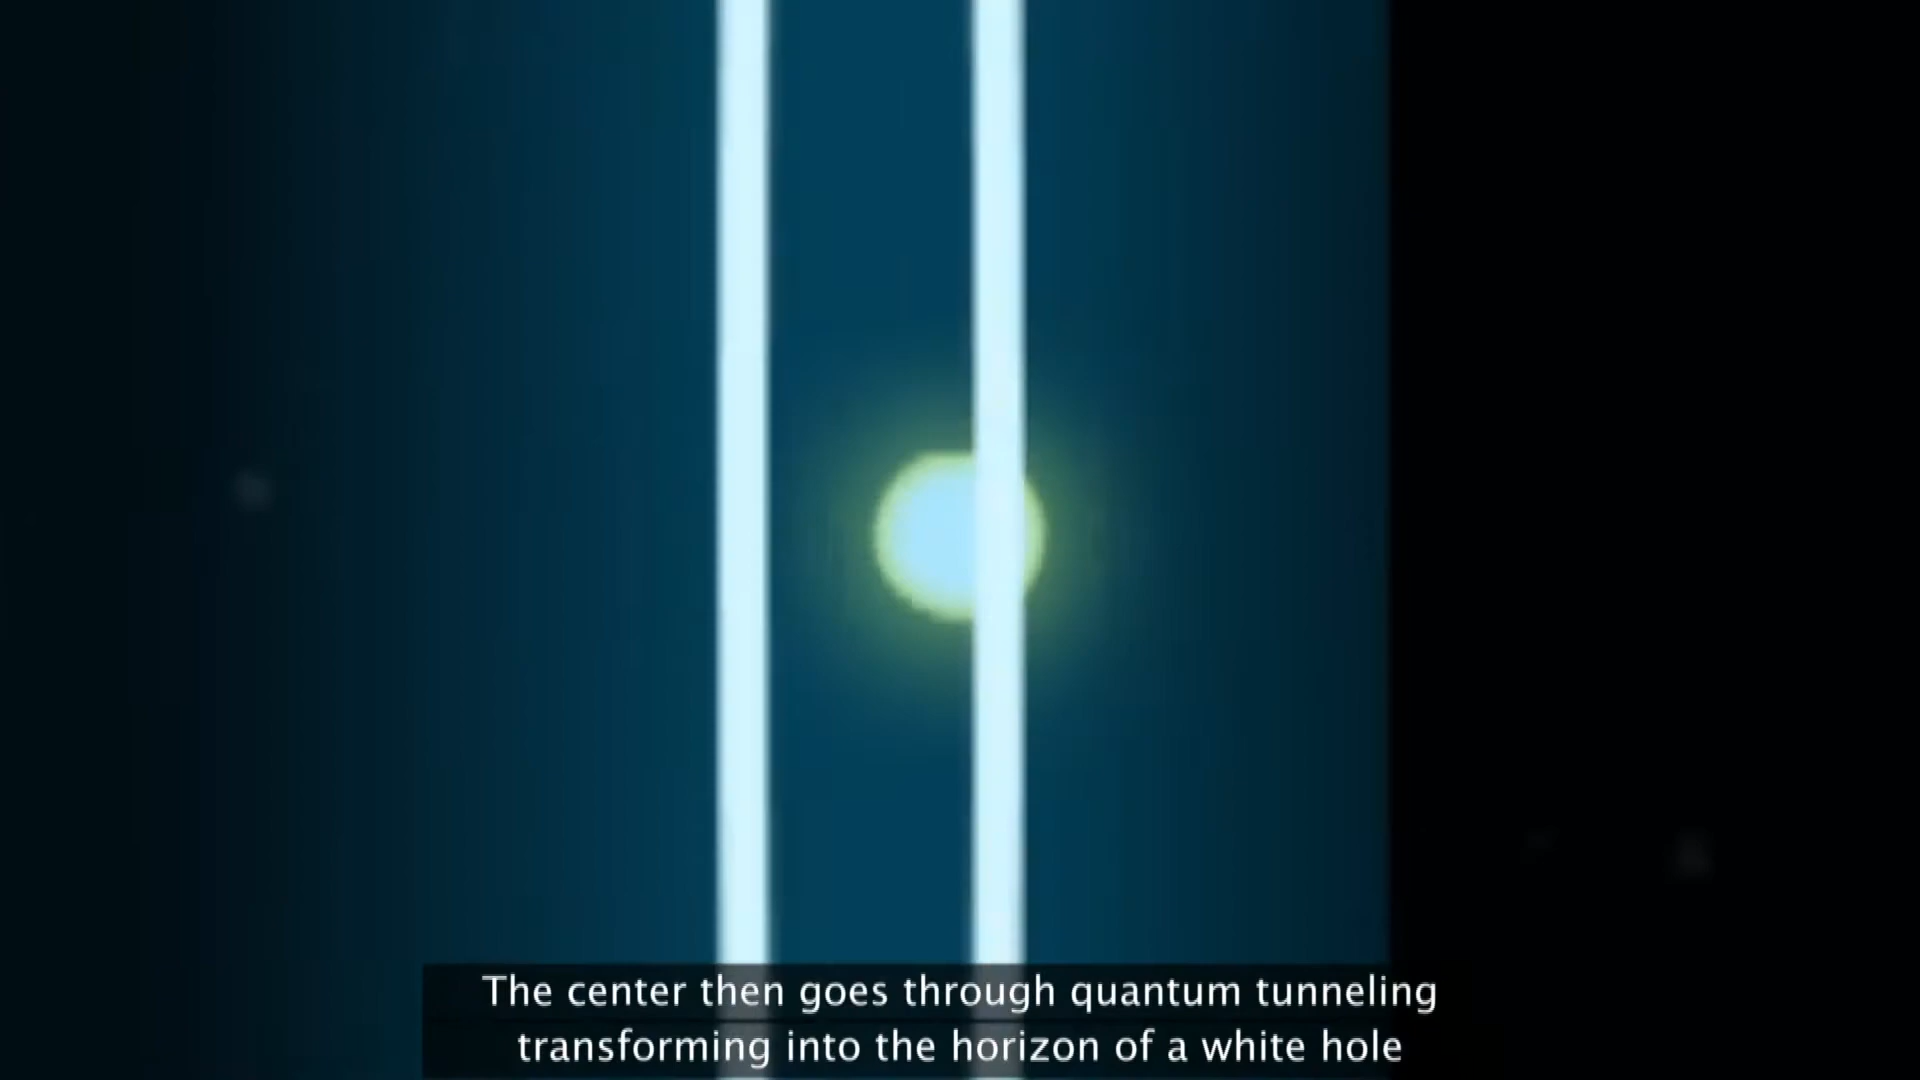 The center then goes through quantum tunneling
transforming into the horizon of a white hole